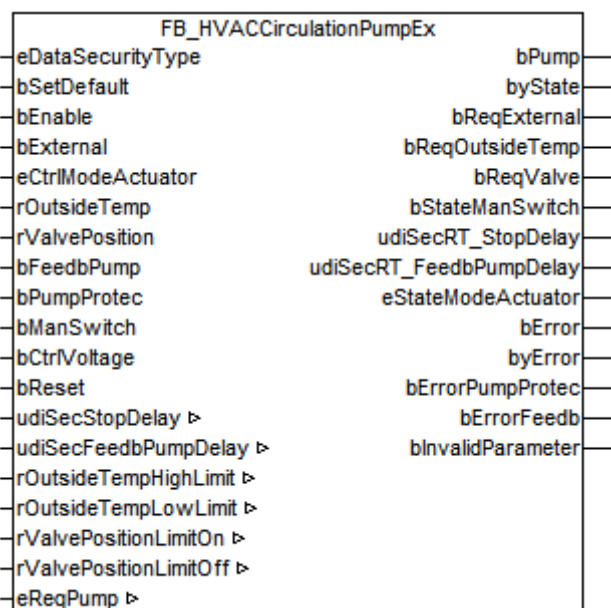 FB_HVACCirculationPumpEx
eDataSecurityType bPump
bSetDefault byState
bEnable bReqExternal
bExternal bReqOutsideTemp
eCtrlModeActuator bReqValve
rOutsideTemp bStateManSwitch
rValvePosition udiSecRT_StopDelay
bFeedbPump udiSecRT_FeedbPumpDelay
bPumpProtec eStateModeActuator
bManSwitch bError
bCtrlVoltage byError
bReset bErrorPumpProtec
udiSecStopDelay ▷ bErrorFeedb
udiSecFeedbPumpDelay ▷ bInvalidParameter
rOutsideTempHighLimit ▷
rOutsideTempLowLimit ▷
rValvePositionLimitOn ▷
rValvePositionLimitOff ▷
eReqPump ▷